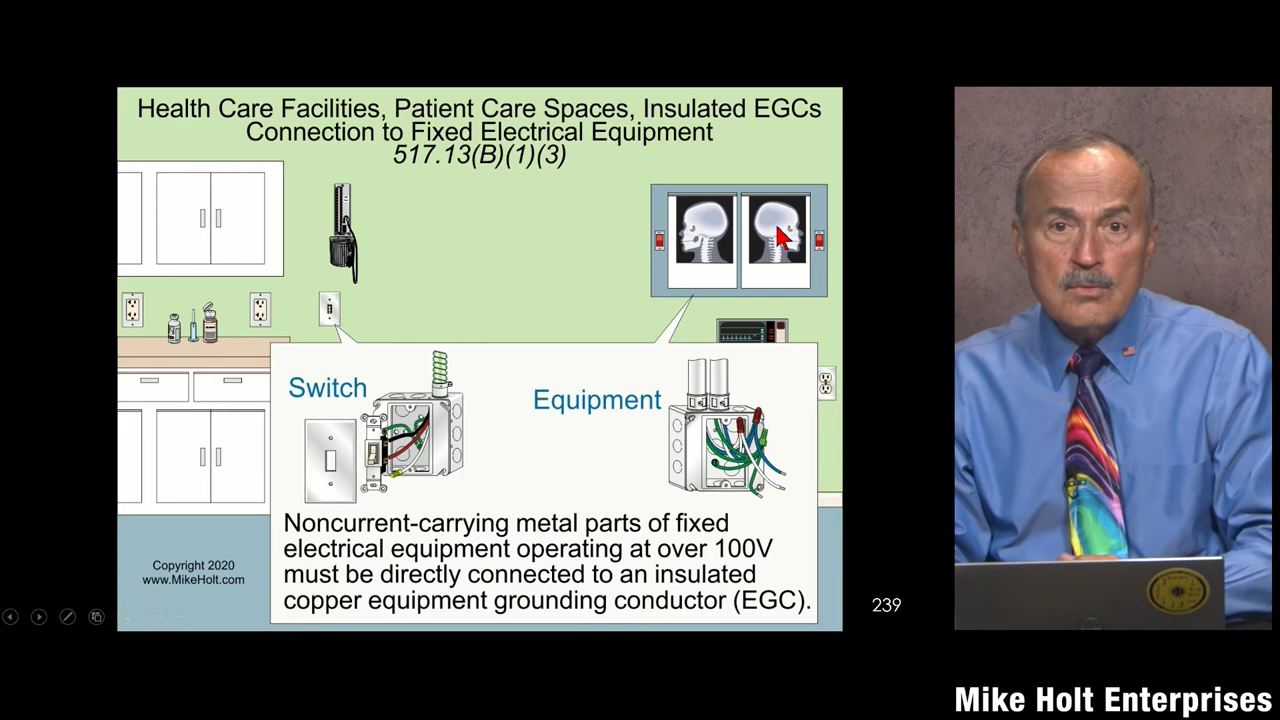 Health Care Facilities, Patient Care Spaces, Insulated EGCs
Connection to Fixed Electrical Equipment
517.13(B)(1)(3)
Switch
Equipment
Noncurrent-carrying metal parts of fixed
electrical equipment operating at over 100V
must be directly connected to an insulated
copper equipment grounding conductor (EGC).
Copyright 2020
www.MikeHolt.com
239
Mike Holt Enterprises